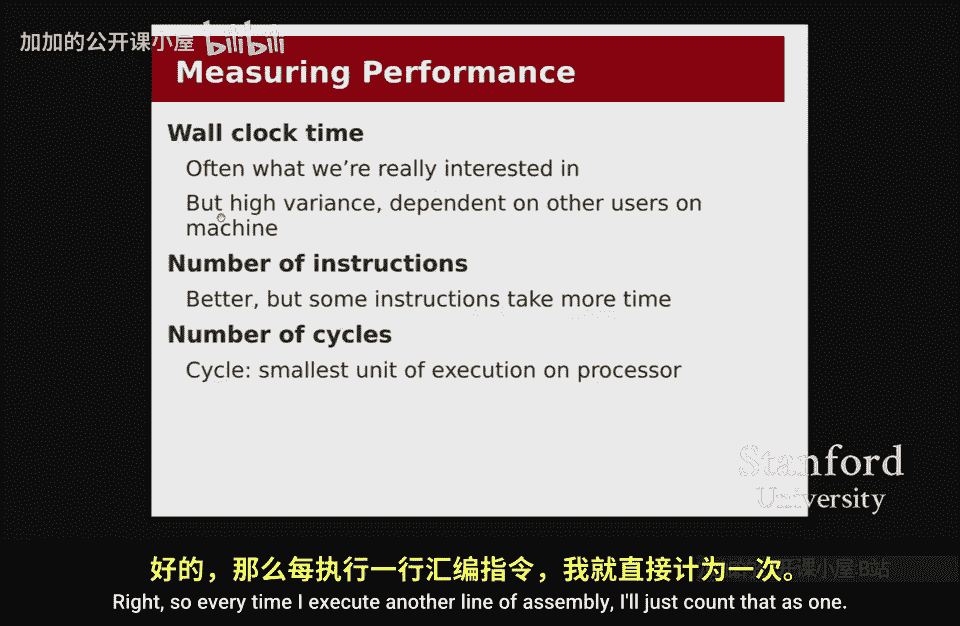 加加的公开课小屋 bilibili
Measuring Performance
Wall clock time
Often what we're really interested in
But high variance, dependent on other users on
machine
Number of instructions
Better, but some instructions take more time
Number of cycles
Cycle: smallest unit of execution on processor
Stanford
University
好的，那么每执行一行汇编指令，我就直接计为一次。
Right, so every time I execute another line of assembly, I'll just count that as one.